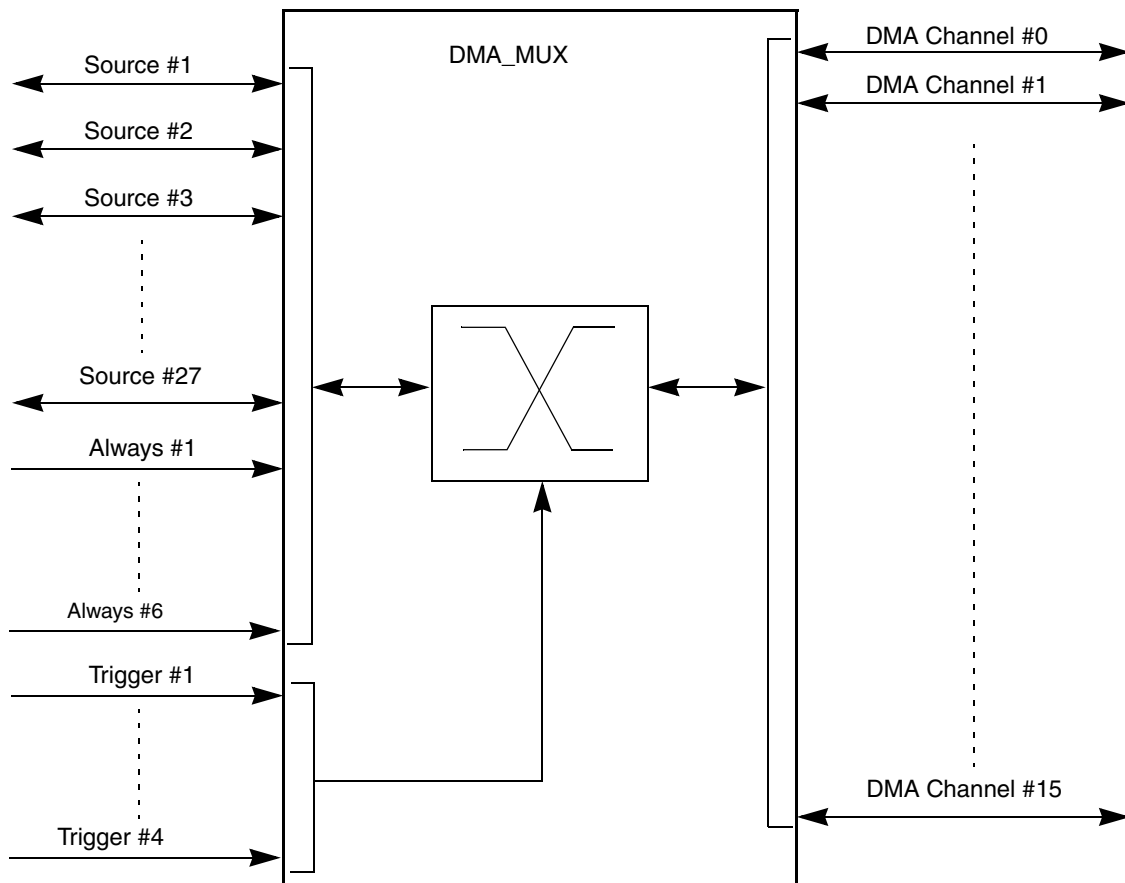 DMA_MUX
Source #1
Source #2
Source #3
Source #27
Always #1
Always #6
Trigger #1
Trigger #4
DMA Channel #0
DMA Channel #1
DMA Channel #15